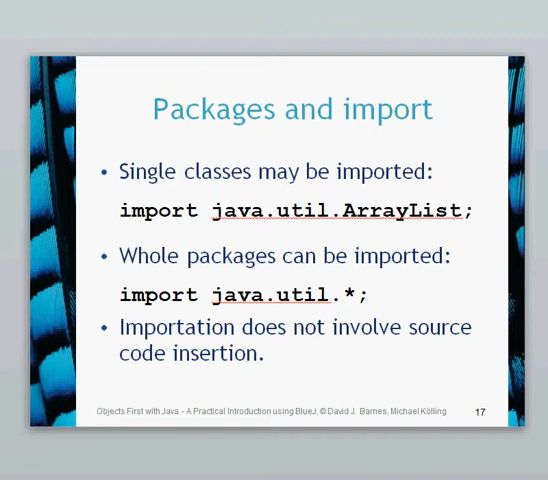 Packages and import
• Single classes may be imported:
import java.util.ArrayList;
• Whole packages can be imported:
import java.util.*;
• Importation does not involve source
code insertion.
Objects First with Java - A Practical Introduction using BlueJ, © David J. Barnes, Michael Kölling
17